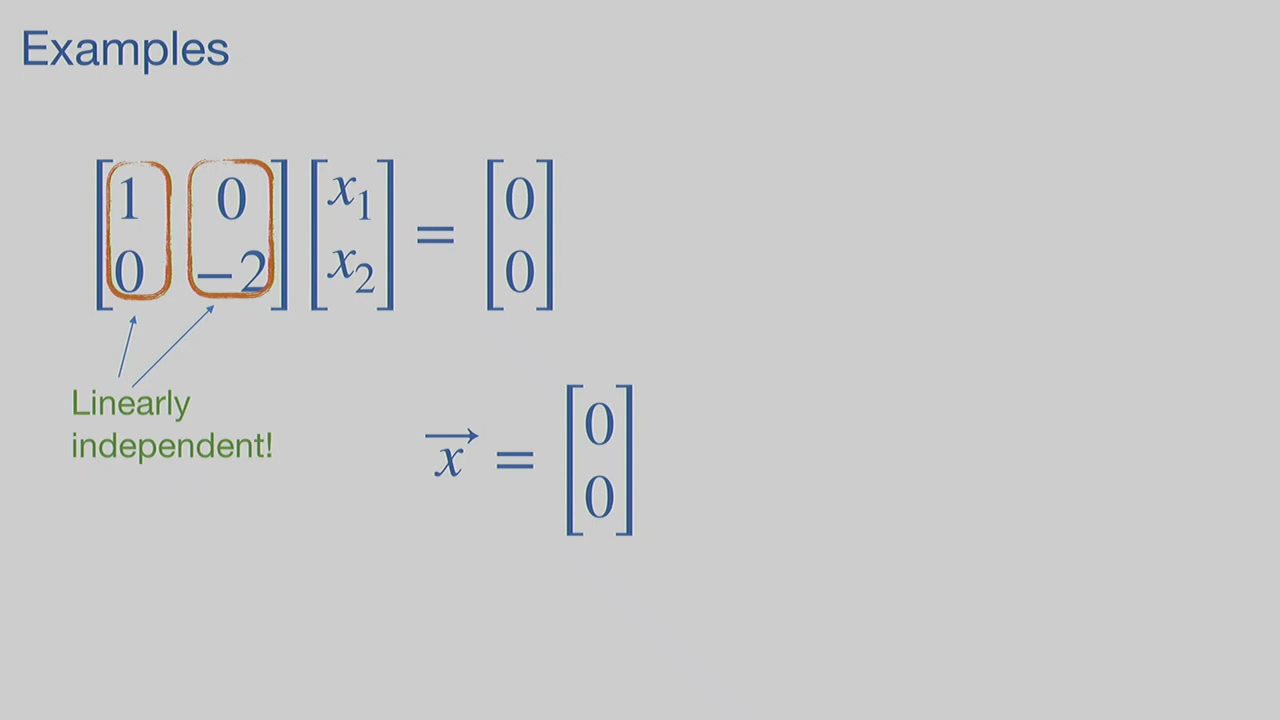 Examples
[1 0; 0 −2] [x₁; x₂] = [0; 0]
Linearly
independent!
x⃗ = [0; 0]